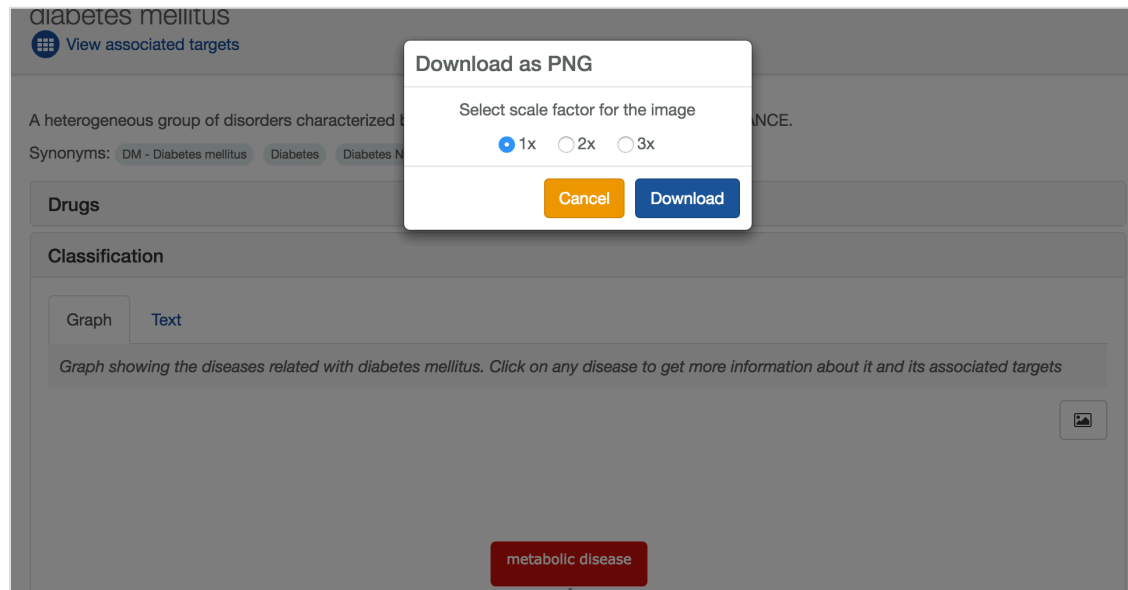 diabetes mellitus
View associated targets
Download as PNG
Select scale factor for the image
1x 2x 3x
Cancel Download
A heterogeneous group of disorders characterized NCE.
Synonyms: DM - Diabetes mellitus Diabetes Diabetes N
Drugs
Classification
Graph Text
Graph showing the diseases related with diabetes mellitus. Click on any disease to get more information about it and its associated targets
metabolic disease